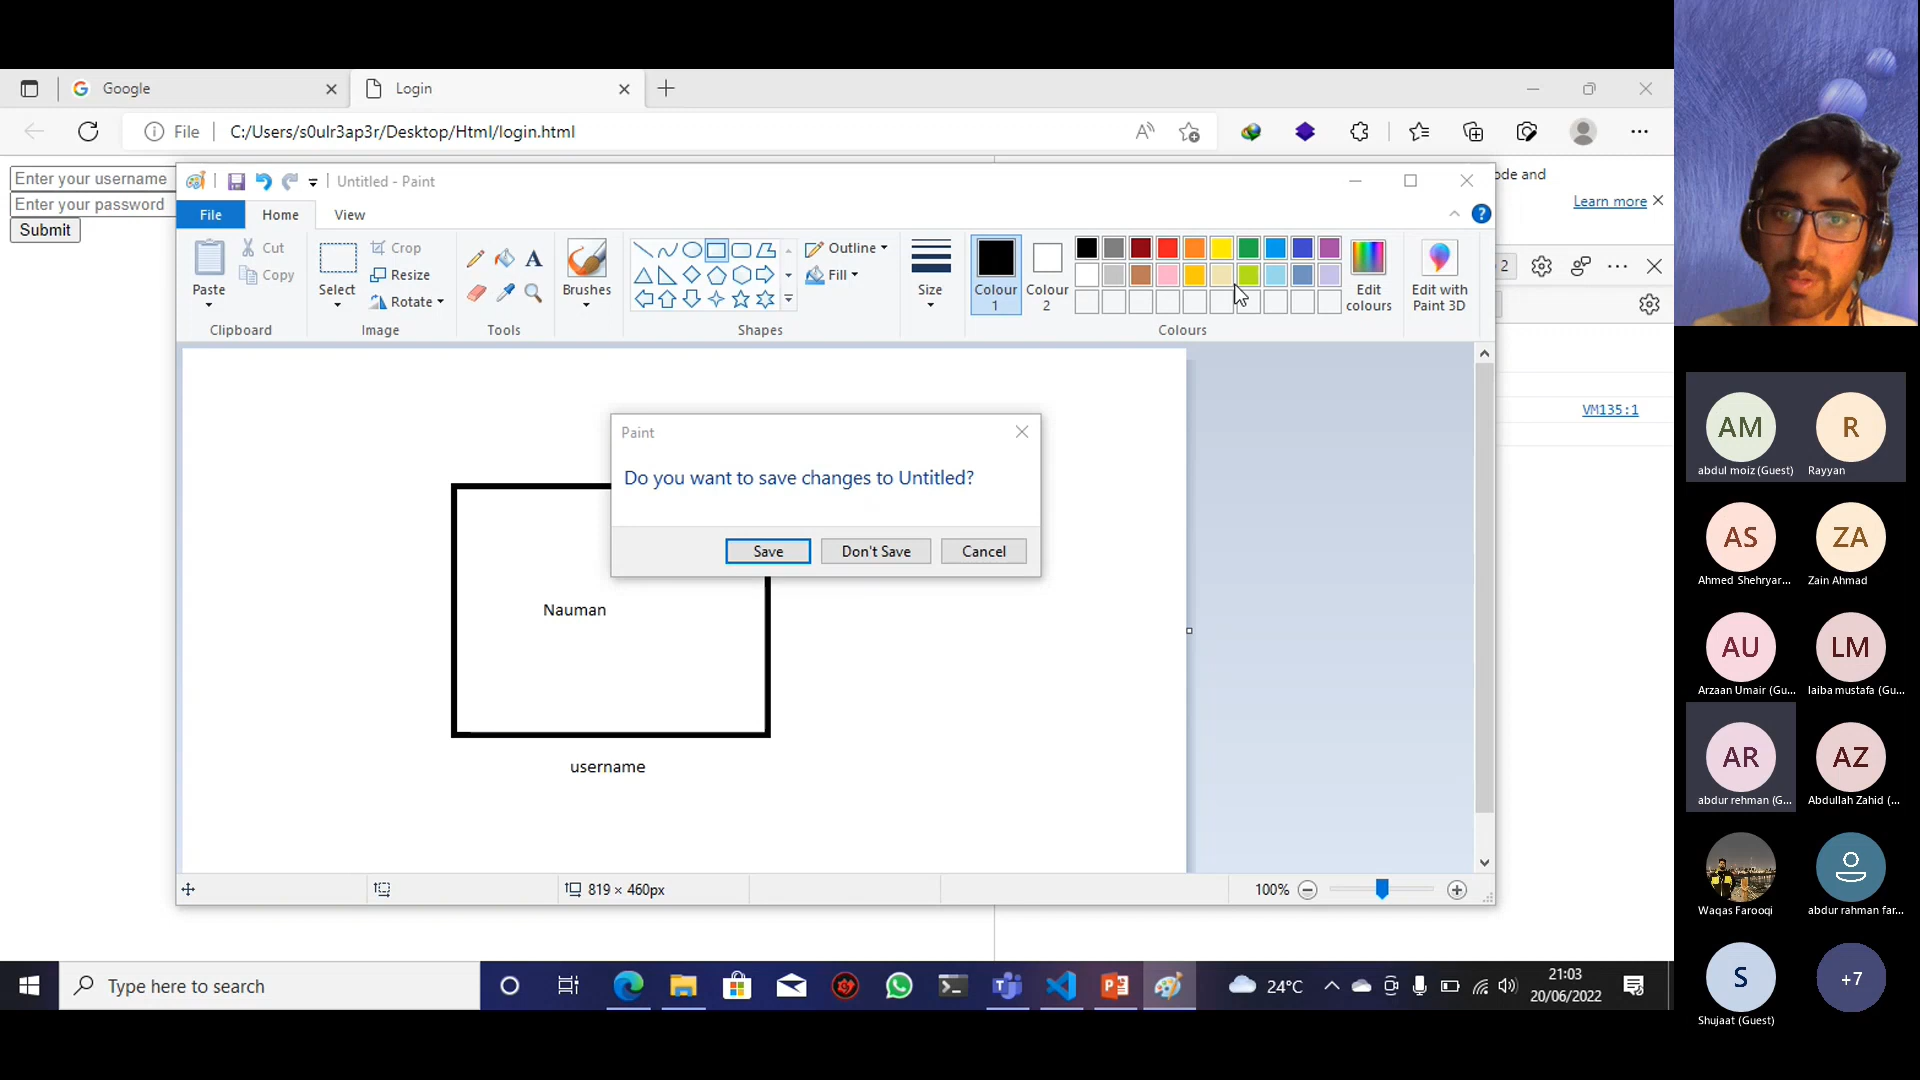 Google
Login
File
C:/Users/s0ulr3ap3r/Desktop/Html/login.html
Enter your username
Enter your password
Submit
Untitled - Paint
ode and
Learn more
File
Home
View
Paste
Cut
Copy
Clipboard
Select
Crop
Resize
Rotate
Image
Tools
Brushes
Shapes
Outline
Fill
Size
Colour
1
Colour
2
Colours
Edit
colours
Edit with
Paint 3D
2
VM135:1
Paint
Do you want to save changes to Untitled?
Save
Don't Save
Cancel
Nauman
username
819 × 460px
100%
Type here to search
24°C
21:03
20/06/2022
AM
abdul moiz (Guest)
R
Rayyan
AS
Ahmed Shehryar...
ZA
Zain Ahmad
AU
Arzaan Umair (Gu...
LM
laiba mustafa (Gu...
AR
abdur rehman (G...
AZ
Abdullah Zahid (...
Waqas Farooqi
abdur rahman far...
S
Shujaat (Guest)
+7